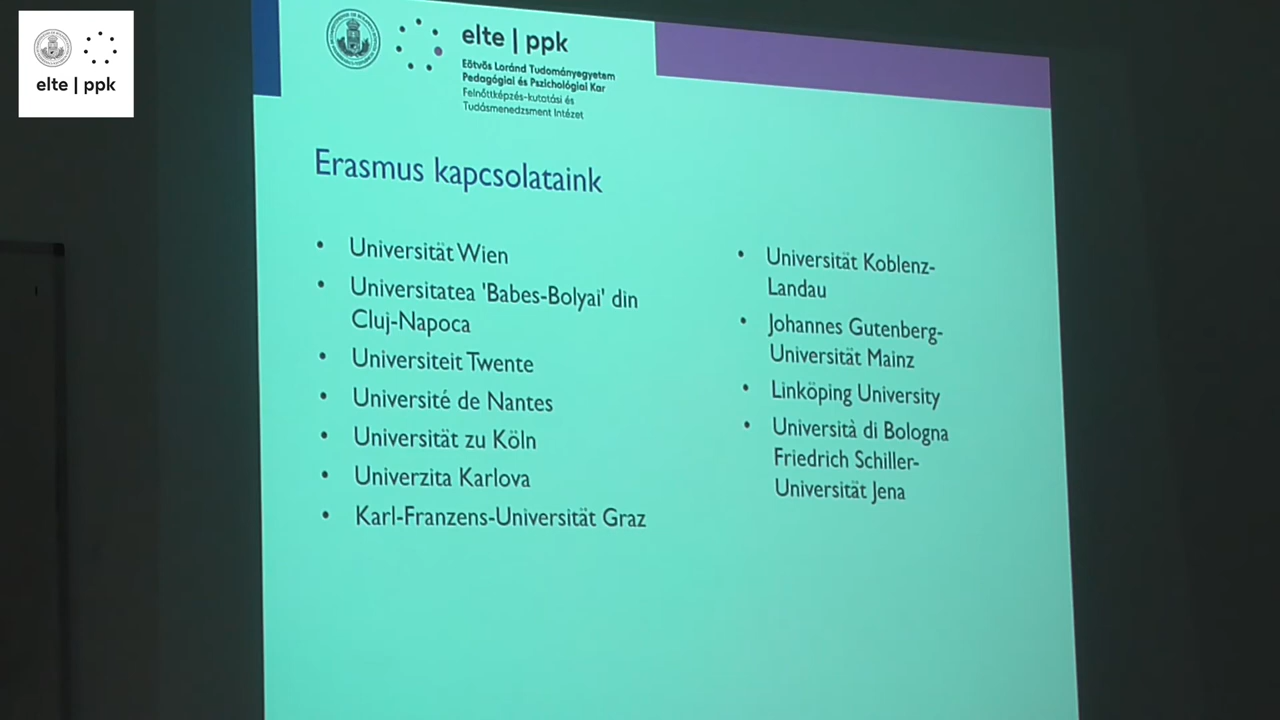 elte | ppk
elte | ppk
Eötvös Loránd Tudományegyetem
Pedagógiai és Pszichológiai Kar
Felnőttképzés-kutatási és
Tudásmenedzsment Intézet
Erasmus kapcsolataink
• Universität Wien
• Universitatea 'Babes-Bolyai' din
Cluj-Napoca
• Universiteit Twente
• Université de Nantes
• Universität zu Köln
• Univerzita Karlova
• Karl-Franzens-Universität Graz
• Universität Koblenz-
Landau
• Johannes Gutenberg-
Universität Mainz
• Linköping University
• Università di Bologna
Friedrich Schiller-
Universität Jena